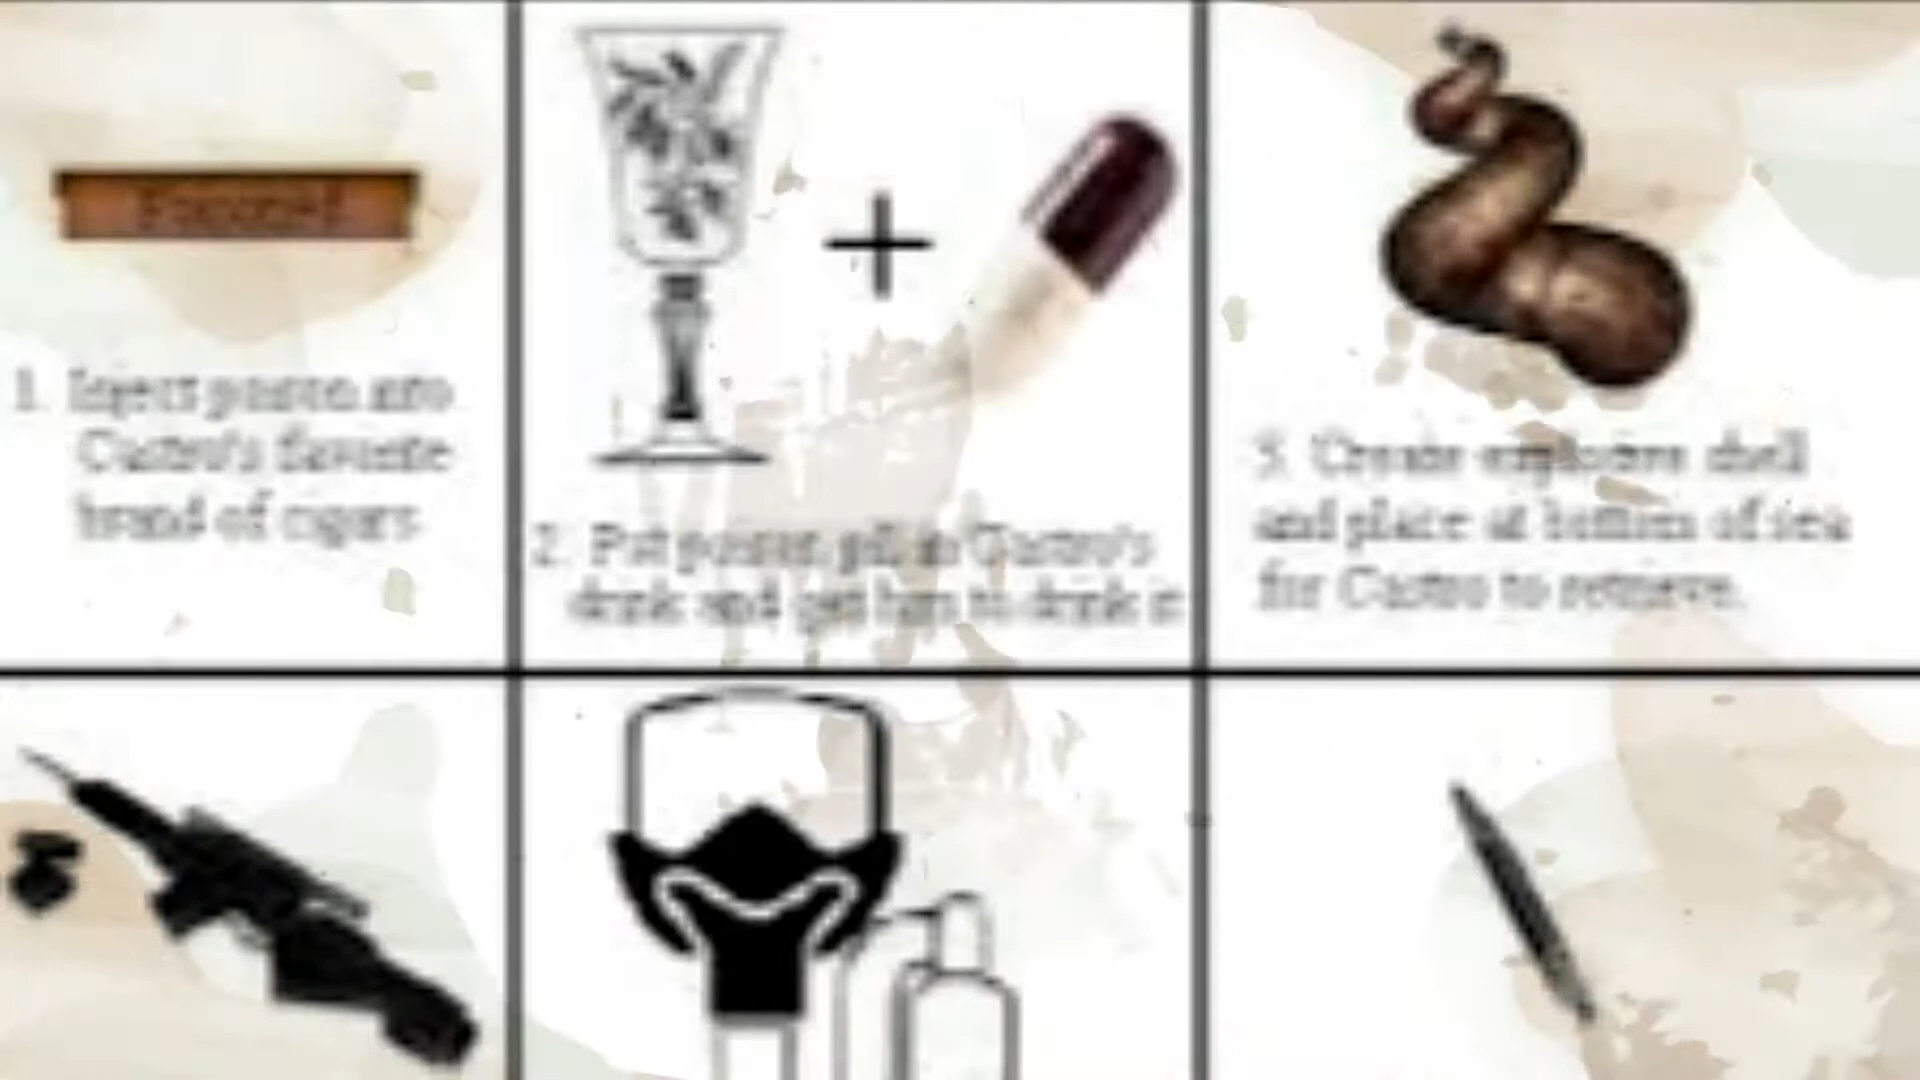 1. Inject poison into
Castro's favorite
brand of cigars
2. Put poison pill in Castro's
drink and get him to drink it
3. Create explosive shell
and place at bottom of sea
for Castro to retrieve.